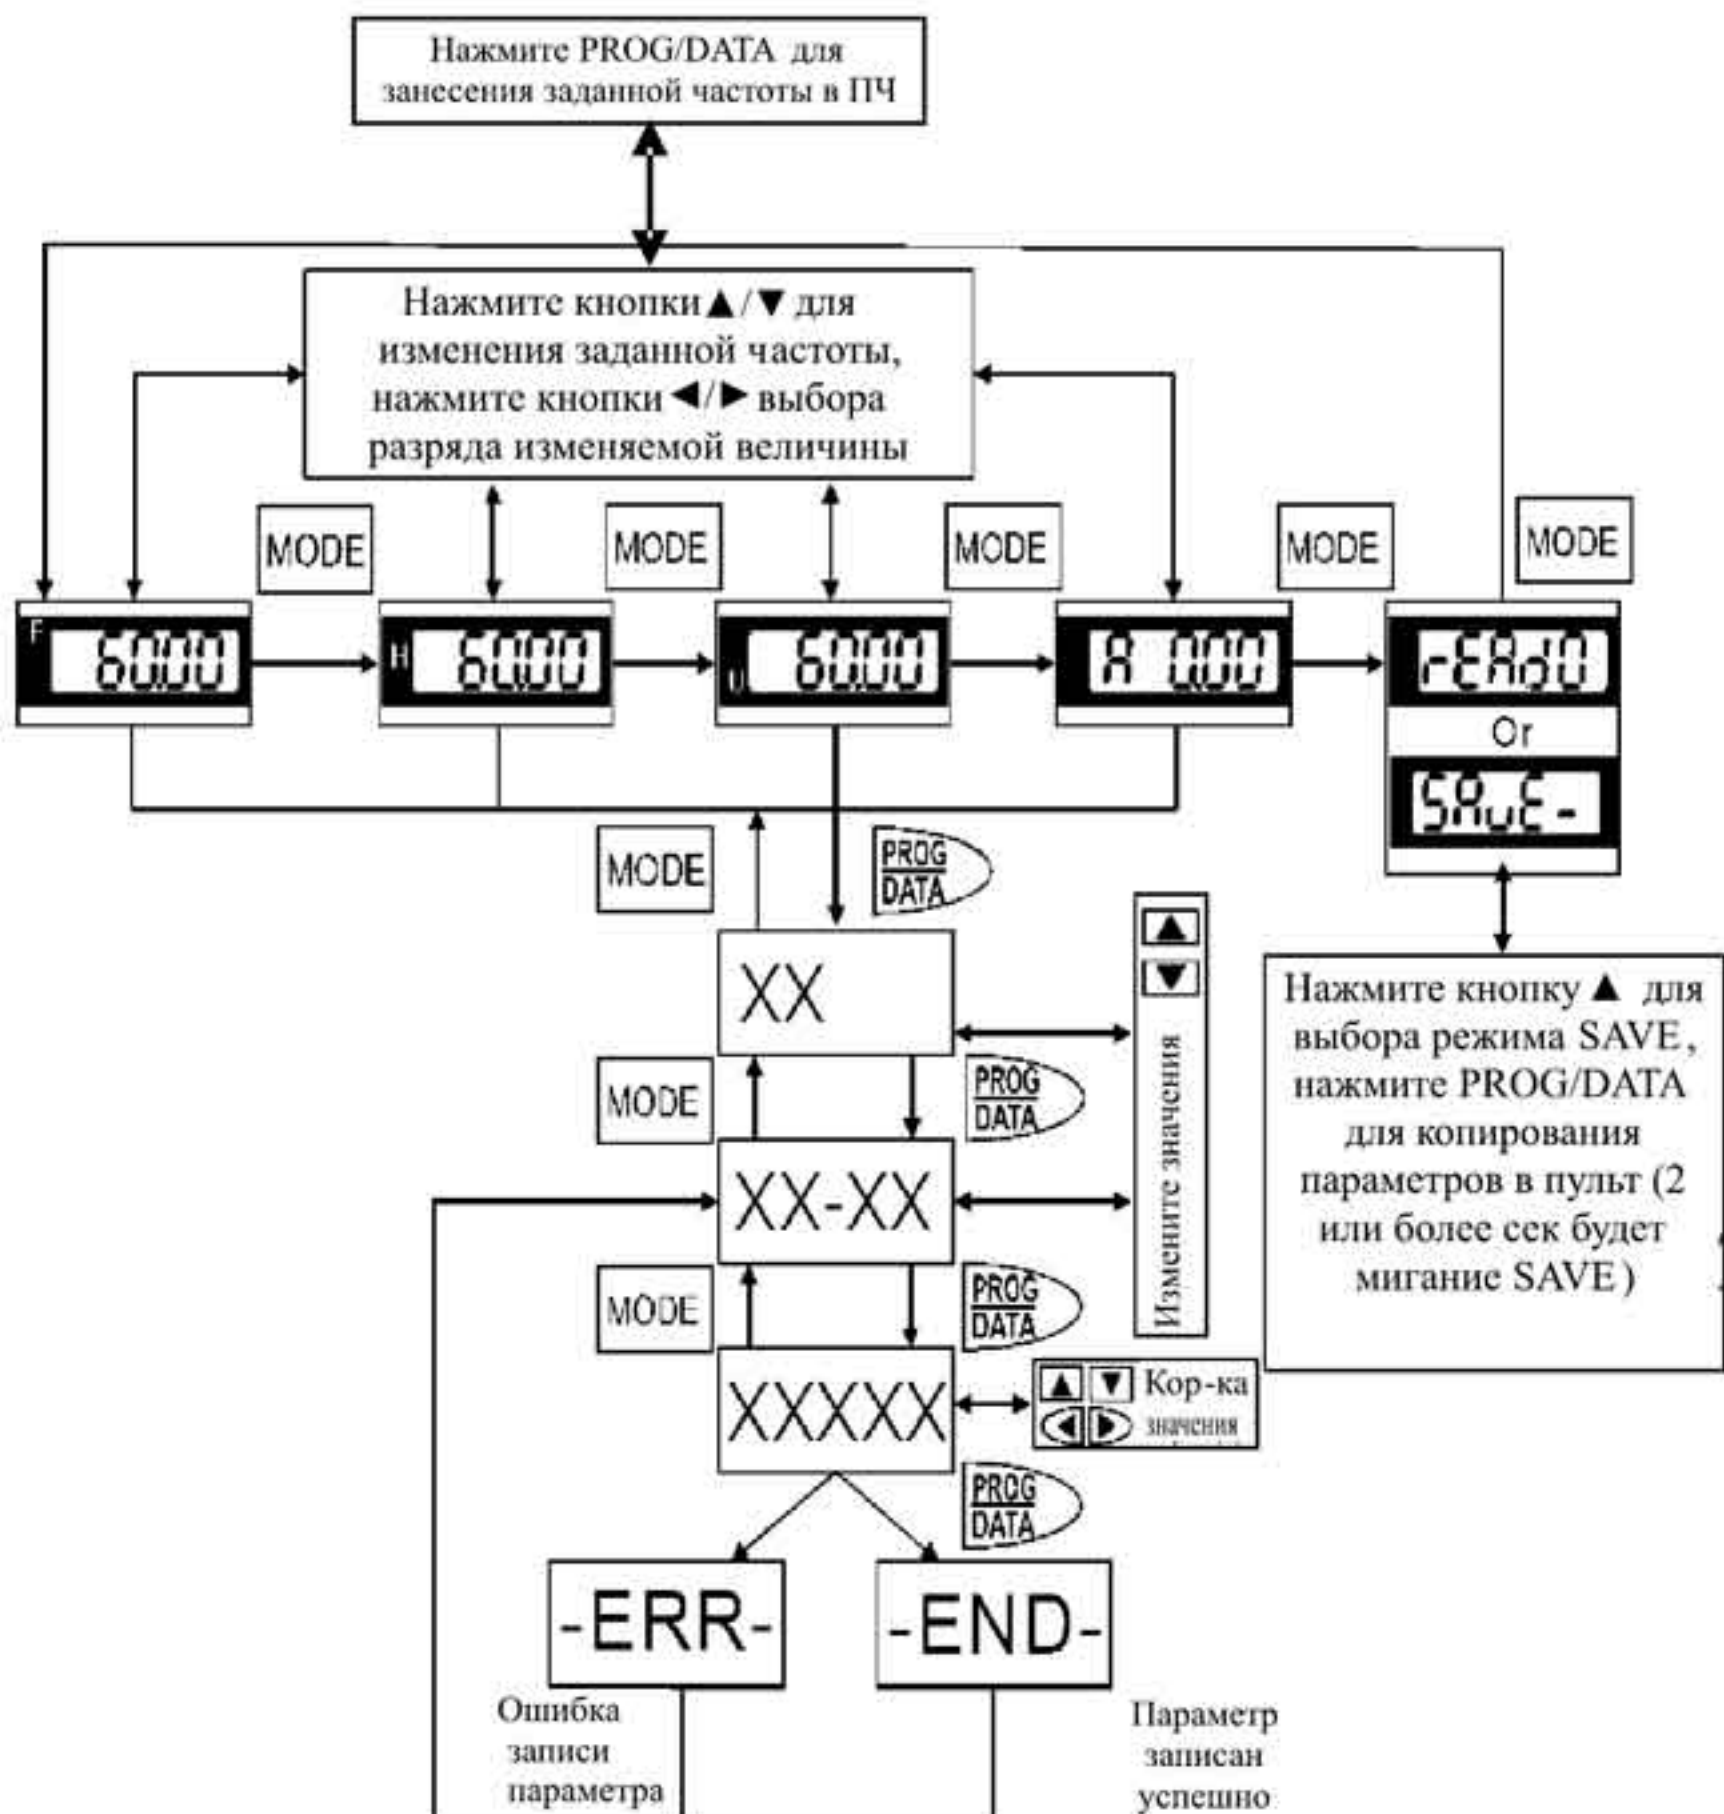 Нажмите PROG/DATA для
занесения заданной частоты в ПЧ
Нажмите кнопки ▲/▼ для
изменения заданной частоты,
нажмите кнопки ◀/▶ выбора
разряда изменяемой величины
MODE
MODE
MODE
MODE
MODE
F 60.00
H 60.00
U 60.00
A 0.00
rEAd0
Or
SAvE-
MODE
PROG
DATA
XX
▲
▼
Измените значения
Нажмите кнопку ▲ для
выбора режима SAVE,
нажмите PROG/DATA
для копирования
параметров в пульт (2
или более сек будет
мигание SAVE)
MODE
PROG
DATA
XX-XX
MODE
PROG
DATA
XXXXX
▲ ▼ Кор-ка
◀ ▶ значения
PROG
DATA
-ERR-
-END-
Ошибка
записи
параметра
Параметр
записан
успешно